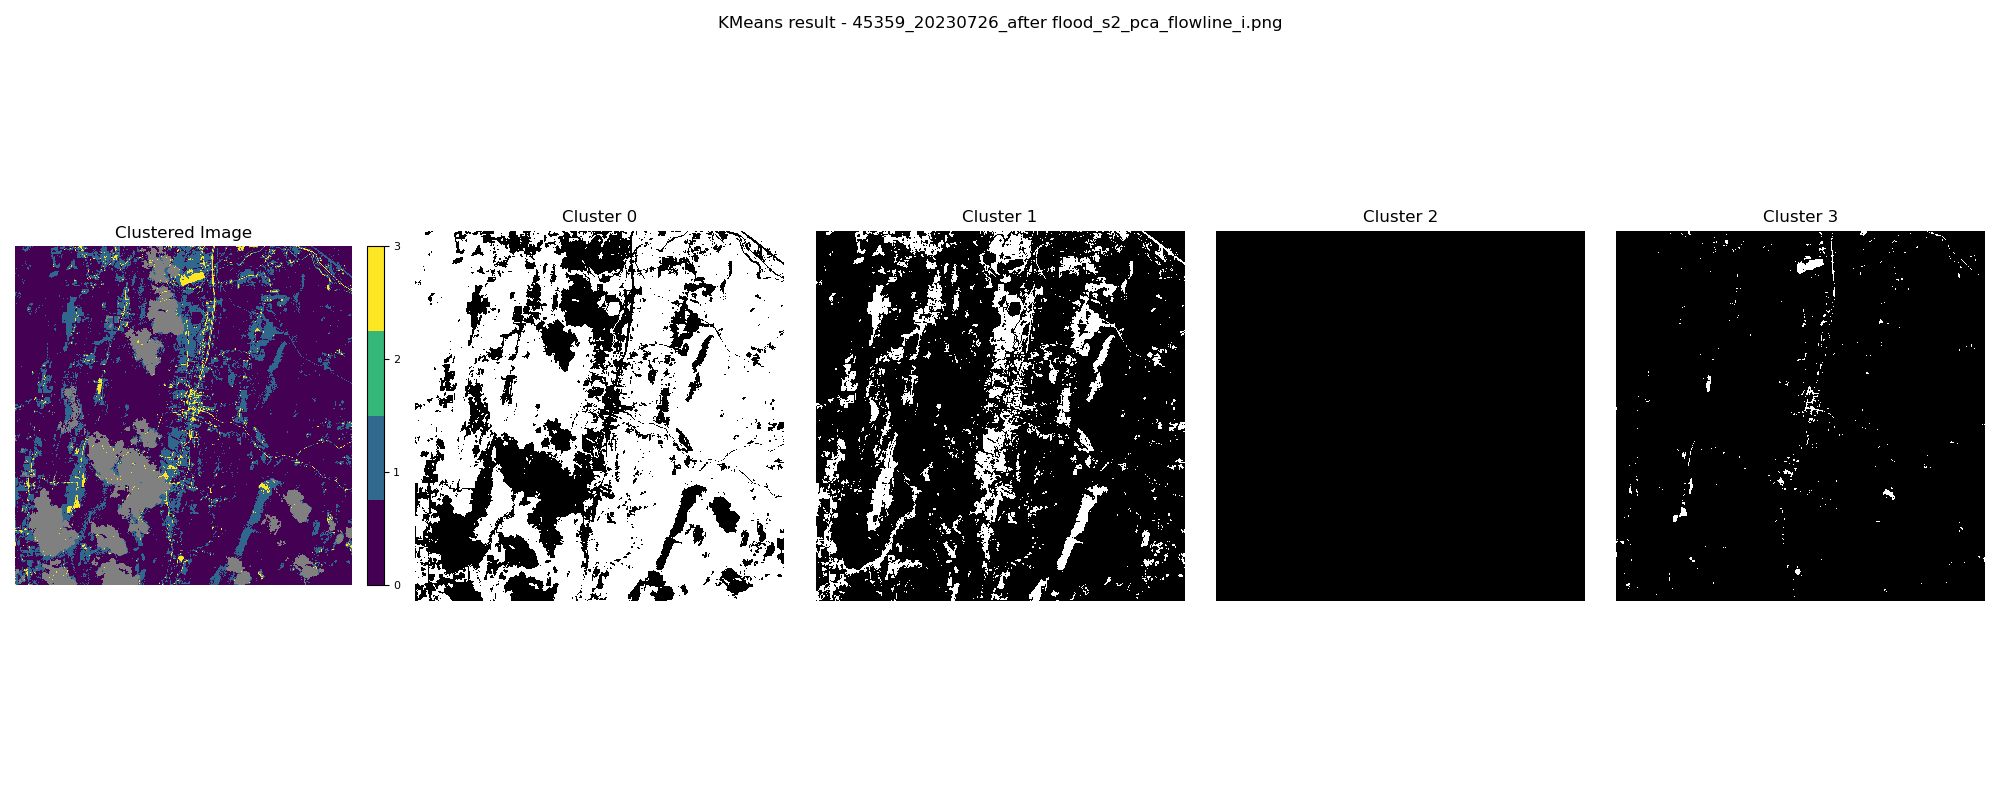 KMeans result - 45359_20230726_after flood_s2_pca_flowline_i.png
Clustered Image
3
2
1
0
Cluster 0
Cluster 1
Cluster 2
Cluster 3